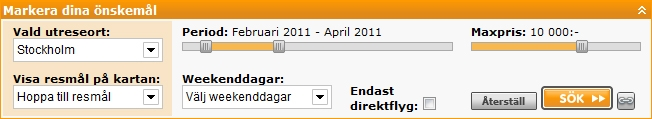 Markera dina önskemål
Vald utreseort:
Stockholm
Period: Februari 2011 - April 2011
Maxpris: 10 000:-
Visa resmål på kartan:
Hoppa till resmål
Weekenddagar:
Välj weekenddagar
Endast
direktflyg:
Återställ
SÖK